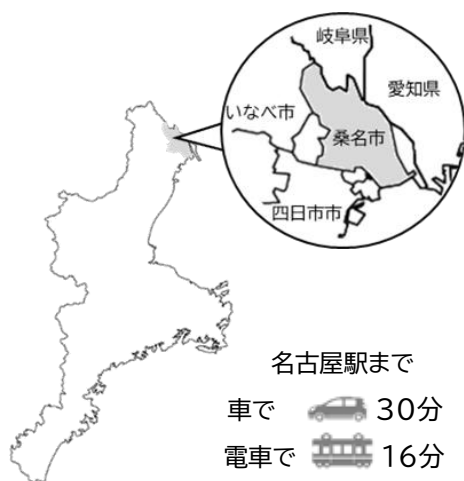 岐阜県
愛知県
いなべ市
桑名市
四日市市
名古屋駅まで
車で 30分
電車で 16分